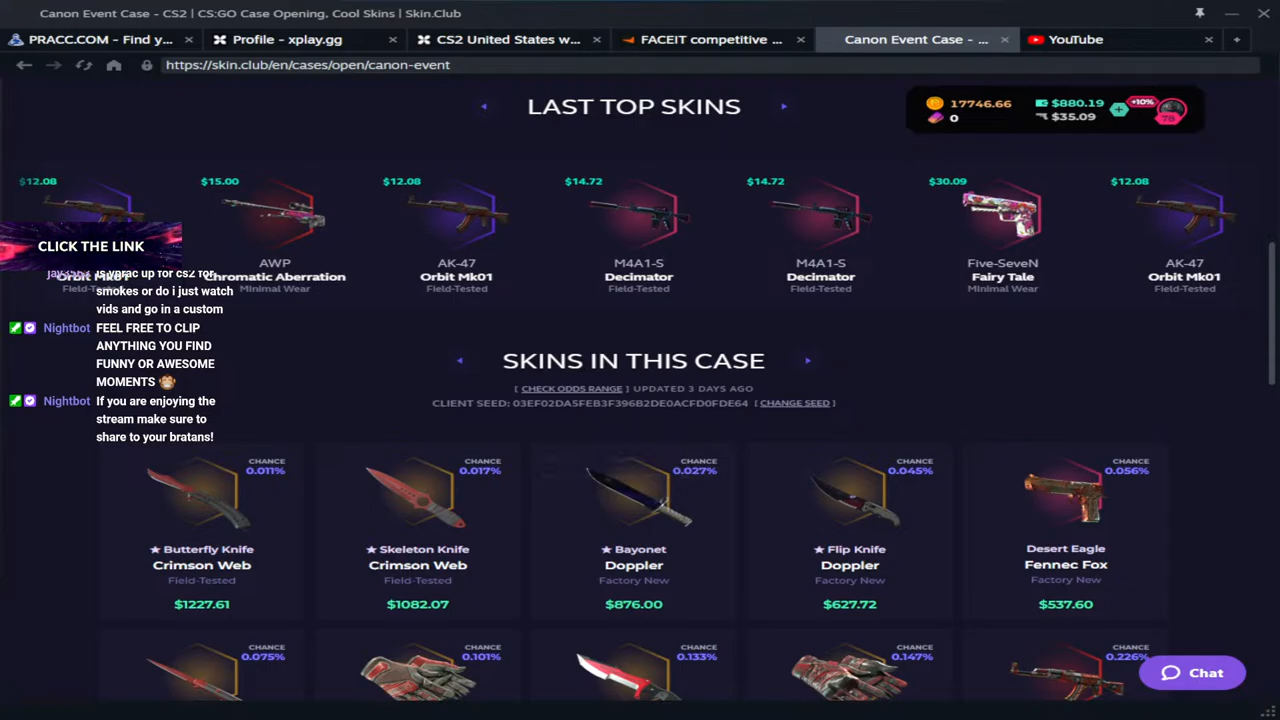 Canon Event Case - CS2 | CS:GO Case Opening, Cool Skins | Skin.Club
PRACC.COM - Find y...
Profile - xplay.gg
CS2 United States w...
FACEIT competitive ...
Canon Event Case - ...
YouTube
https://skin.club/en/cases/open/canon-event
LAST TOP SKINS
17746.66
$880.19
+10%
0
$35.09
78
$12.08
$15.00
$12.08
$14.72
$14.72
$30.09
$12.08
CLICK THE LINK
AWP
AK-47
M4A1-S
M4A1-S
Five-SeveN
AK-47
Orbit Mk01
Chromatic Aberration
Orbit Mk01
Decimator
Decimator
Fairy Tale
Orbit Mk01
Field-Tested
Minimal Wear
Field-Tested
Field-Tested
Field-Tested
Minimal Wear
Field-Tested
up for cs2 for
smokes or do i just watch
vids and go in a custom
Nightbot FEEL FREE TO CLIP
ANYTHING YOU FIND
FUNNY OR AWESOME
MOMENTS
Nightbot If you are enjoying the
stream make sure to
share to your bratans!
SKINS IN THIS CASE
[ CHECK ODDS RANGE ] UPDATED 3 DAYS AGO
CLIENT SEED: 03EF02DA5FEB3F396B2DE0ACFD0FDE64 [ CHANGE SEED ]
CHANCE
0.011%
★ Butterfly Knife
Crimson Web
Field-Tested
$1227.61
CHANCE
0.017%
★ Skeleton Knife
Crimson Web
Field-Tested
$1082.07
CHANCE
0.027%
★ Bayonet
Doppler
Factory New
$876.00
CHANCE
0.045%
★ Flip Knife
Doppler
Factory New
$627.72
CHANCE
0.056%
Desert Eagle
Fennec Fox
Factory New
$537.60
CHANCE
0.075%
CHANCE
0.101%
CHANCE
0.133%
CHANCE
0.147%
CHANCE
0.226%
Chat